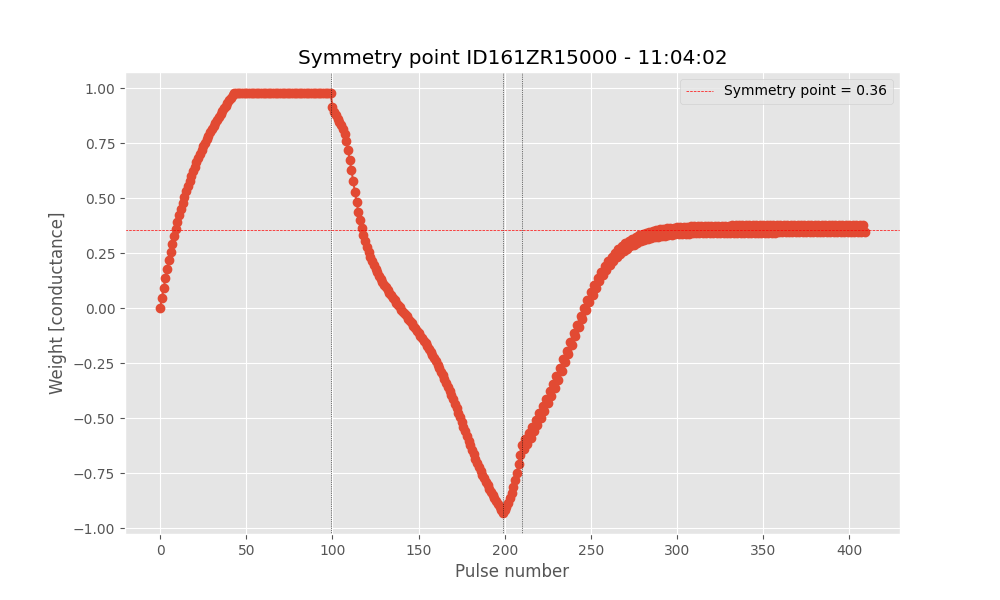 Symmetry point ID161ZR15000 - 11:04:02
Symmetry point = 0.36
Weight [conductance]
1.00
0.75
0.50
0.25
0.00
−0.25
−0.50
−0.75
−1.00
0 50 100 150 200 250 300 350 400
Pulse number